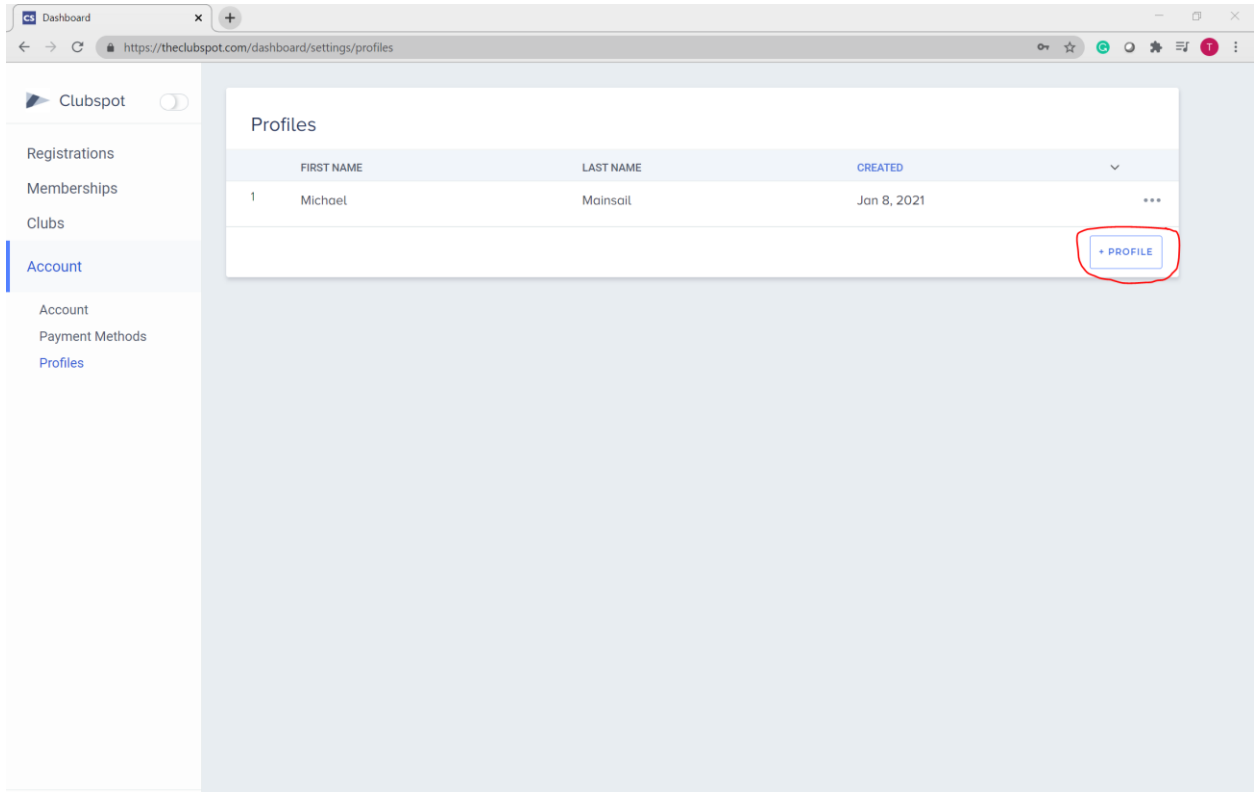 CS Dashboard
https://theclubspot.com/dashboard/settings/profiles
T
Clubspot
Registrations
Memberships
Clubs
Account
Account
Payment Methods
Profiles
Profiles
FIRST NAME LAST NAME CREATED
1 Michael Mainsail Jan 8, 2021
+ PROFILE